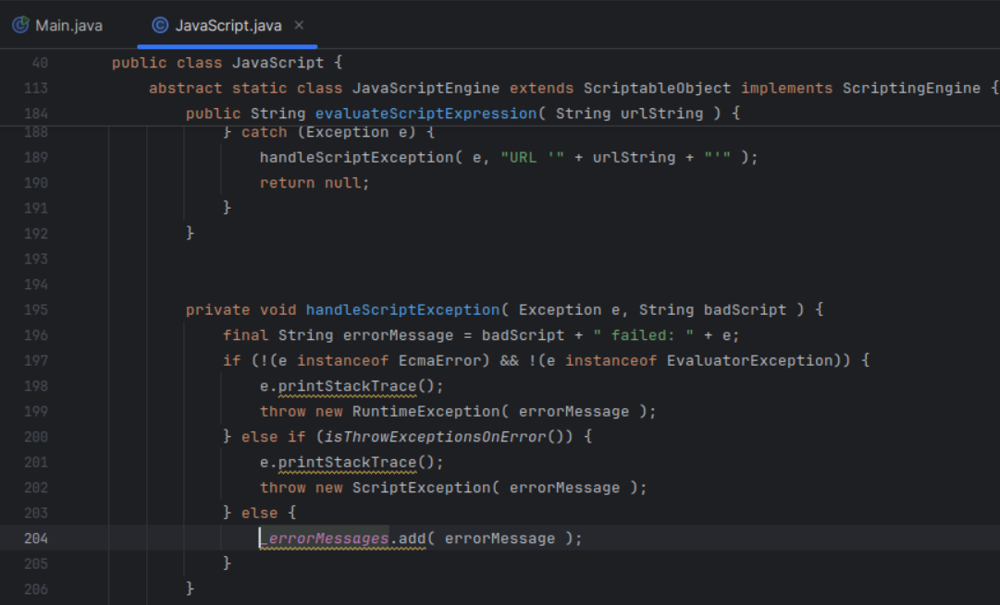 Main.java JavaScript.java
40 public class JavaScript {
113 abstract static class JavaScriptEngine extends ScriptableObject implements ScriptingEngine {
184 public String evaluateScriptExpression( String urlString ) {
188 } catch (Exception e) {
189 handleScriptException( e, "URL '" + urlString + "'" );
190 return null;
191 }
192 }
193
194
195 private void handleScriptException( Exception e, String badScript ) {
196 final String errorMessage = badScript + " failed: " + e;
197 if (!(e instanceof EcmaError) && !(e instanceof EvaluatorException)) {
198 e.printStackTrace();
199 throw new RuntimeException( errorMessage );
200 } else if (isThrowExceptionsOnError()) {
201 e.printStackTrace();
202 throw new ScriptException( errorMessage );
203 } else {
204 _errorMessages.add( errorMessage );
205 }
206 }